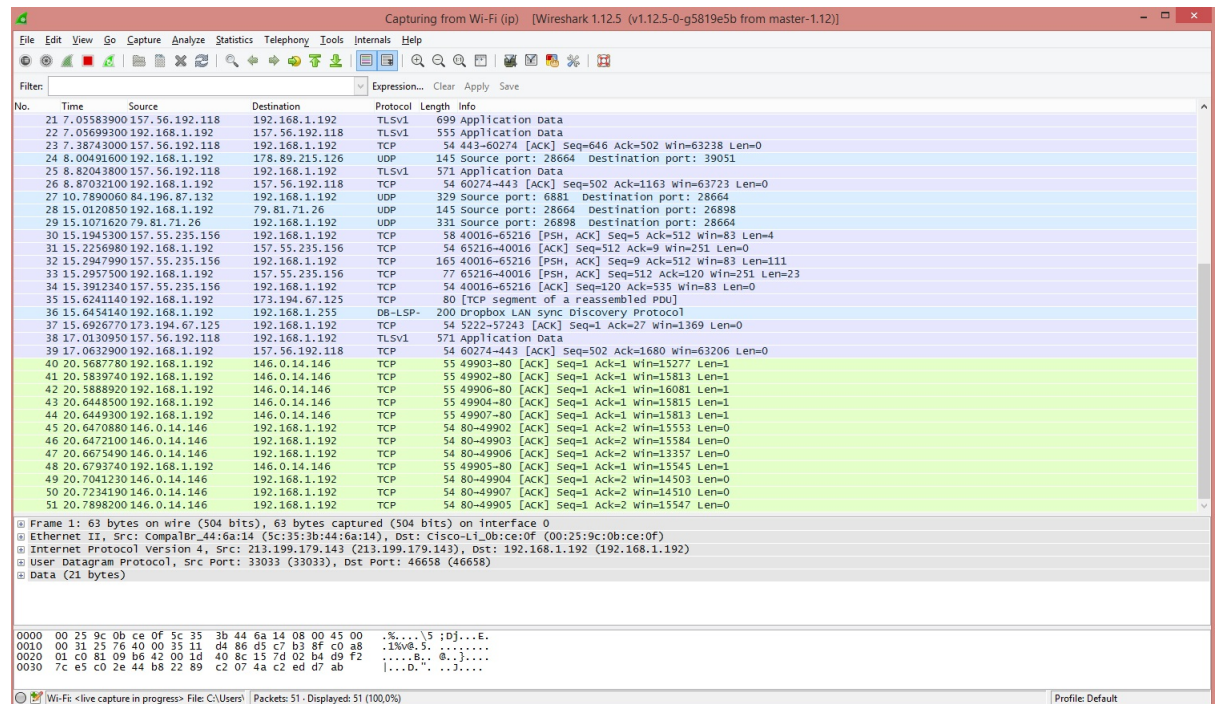 Capturing from Wi-Fi (ip) [Wireshark 1.12.5 (v1.12.5-0-g5819e5b from master-1.12)]
File Edit View Go Capture Analyze Statistics Telephony Tools Internals Help
Filter: Expression... Clear Apply Save
No. Time Source Destination Protocol Length Info
21 7.05583900 157.56.192.118 192.168.1.192 TLSv1 699 Application Data
22 7.05699300 192.168.1.192 157.56.192.118 TLSv1 555 Application Data
23 7.38743000 157.56.192.118 192.168.1.192 TCP 54 443→60274 [ACK] Seq=646 Ack=502 Win=63238 Len=0
24 8.00491600 192.168.1.192 178.89.215.126 UDP 145 Source port: 28664 Destination port: 39051
25 8.82043800 157.56.192.118 192.168.1.192 TLSv1 571 Application Data
26 8.87032100 192.168.1.192 157.56.192.118 TCP 54 60274→443 [ACK] Seq=502 Ack=1163 Win=63723 Len=0
27 10.7890060 84.196.87.132 192.168.1.192 UDP 329 Source port: 6881 Destination port: 28664
28 15.0120850 192.168.1.192 79.81.71.26 UDP 145 Source port: 28664 Destination port: 26898
29 15.1071620 79.81.71.26 192.168.1.192 UDP 331 Source port: 26898 Destination port: 28664
30 15.1945300 157.55.235.156 192.168.1.192 TCP 58 40016→65216 [PSH, ACK] Seq=5 Ack=512 Win=83 Len=4
31 15.2256980 192.168.1.192 157.55.235.156 TCP 54 65216→40016 [ACK] Seq=512 Ack=9 Win=251 Len=0
32 15.2947990 157.55.235.156 192.168.1.192 TCP 165 40016→65216 [PSH, ACK] Seq=9 Ack=512 Win=83 Len=111
33 15.2957500 192.168.1.192 157.55.235.156 TCP 77 65216→40016 [PSH, ACK] Seq=512 Ack=120 Win=251 Len=23
34 15.3912340 157.55.235.156 192.168.1.192 TCP 54 40016→65216 [ACK] Seq=120 Ack=535 Win=83 Len=0
35 15.6241140 192.168.1.192 173.194.67.125 TCP 80 [TCP segment of a reassembled PDU]
36 15.6454140 192.168.1.192 192.168.1.255 DB-LSP- 200 Dropbox LAN sync Discovery Protocol
37 15.6926770 173.194.67.125 192.168.1.192 TCP 54 5222→57243 [ACK] Seq=1 Ack=27 Win=1369 Len=0
38 17.0130950 157.56.192.118 192.168.1.192 TLSv1 571 Application Data
39 17.0632900 192.168.1.192 157.56.192.118 TCP 54 60274→443 [ACK] Seq=502 Ack=1680 Win=63206 Len=0
40 20.5687780 192.168.1.192 146.0.14.146 TCP 55 49903→80 [ACK] Seq=1 Ack=1 Win=15277 Len=1
41 20.5839740 192.168.1.192 146.0.14.146 TCP 55 49902→80 [ACK] Seq=1 Ack=1 Win=15813 Len=1
42 20.5888920 192.168.1.192 146.0.14.146 TCP 55 49906→80 [ACK] Seq=1 Ack=1 Win=16081 Len=1
43 20.6448500 192.168.1.192 146.0.14.146 TCP 55 49904→80 [ACK] Seq=1 Ack=1 Win=15815 Len=1
44 20.6449300 192.168.1.192 146.0.14.146 TCP 55 49907→80 [ACK] Seq=1 Ack=1 Win=15813 Len=1
45 20.6470880 146.0.14.146 192.168.1.192 TCP 54 80→49902 [ACK] Seq=1 Ack=2 Win=15553 Len=0
46 20.6472100 146.0.14.146 192.168.1.192 TCP 54 80→49903 [ACK] Seq=1 Ack=2 Win=15584 Len=0
47 20.6675490 146.0.14.146 192.168.1.192 TCP 54 80→49906 [ACK] Seq=1 Ack=2 Win=13357 Len=0
48 20.6793740 192.168.1.192 146.0.14.146 TCP 55 49905→80 [ACK] Seq=1 Ack=1 Win=15545 Len=1
49 20.7041230 146.0.14.146 192.168.1.192 TCP 54 80→49904 [ACK] Seq=1 Ack=2 Win=14503 Len=0
50 20.7234190 146.0.14.146 192.168.1.192 TCP 54 80→49907 [ACK] Seq=1 Ack=2 Win=14510 Len=0
51 20.7898200 146.0.14.146 192.168.1.192 TCP 54 80→49905 [ACK] Seq=1 Ack=2 Win=15547 Len=0
Frame 1: 63 bytes on wire (504 bits), 63 bytes captured (504 bits) on interface 0
Ethernet II, Src: CompalBr_44:6a:14 (5c:35:3b:44:6a:14), Dst: Cisco-Li_0b:ce:0f (00:25:9c:0b:ce:0f)
Internet Protocol Version 4, Src: 213.199.179.143 (213.199.179.143), Dst: 192.168.1.192 (192.168.1.192)
User Datagram Protocol, Src Port: 33033 (33033), Dst Port: 46658 (46658)
Data (21 bytes)
0000 00 25 9c 0b ce 0f 5c 35 3b 44 6a 14 08 00 45 00 .%....\5 ;Dj...E.
0010 00 31 25 76 40 00 35 11 d4 86 d5 c7 b3 8f c0 a8 .1%v@.5. ........
0020 01 c0 81 09 b6 42 00 1d 40 8c 15 7d 02 b4 d9 f2 .....B.. @..}....
0030 7c e5 c0 2e 44 b8 22 89 c2 07 4a c2 ed d7 ab |...D.". ..J....
Wi-Fi: <live capture in progress> File: C:\Users\ Packets: 51 · Displayed: 51 (100,0%) Profile: Default